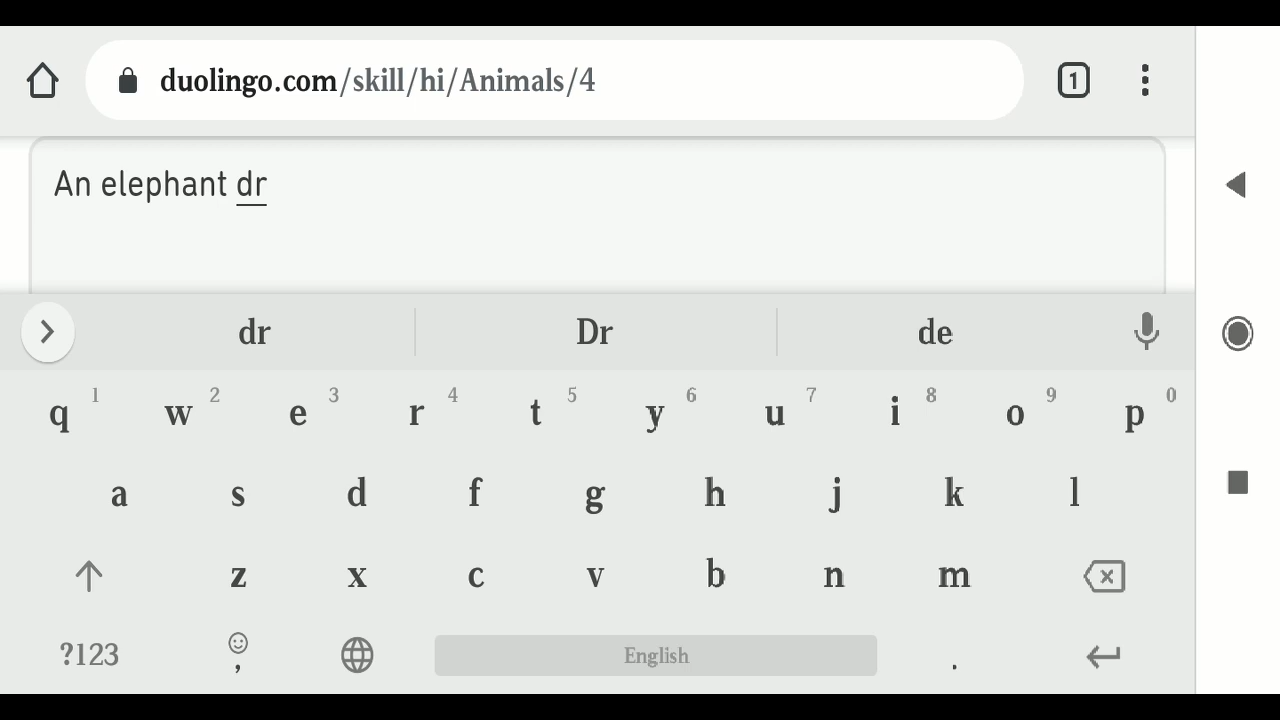 duolingo.com/skill/hi/Animals/4
1
An elephant dr
dr Dr de
q 1 w 2 e 3 r 4 t 5 y 6 u 7 i 8 o 9 p 0
a s d f g h j k l
z x c v b n m
?123 , English .